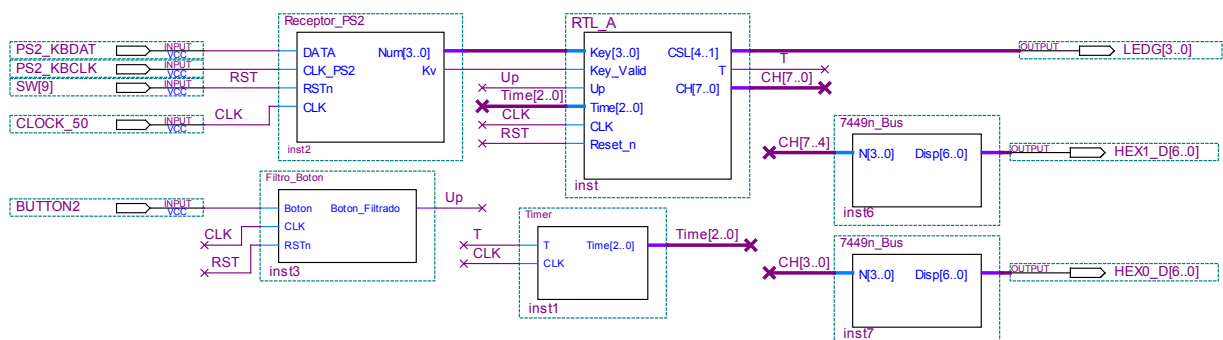 Receptor_PS2
PS2_KBDAT INPUT VCC
PS2_KBCLK INPUT VCC
SW[9] INPUT VCC
CLOCK_50 INPUT VCC
RST
CLK
DATA
CLK_PS2
RSTn
CLK
Num[3..0]
Kv
inst2
RTL_A
Up
Time[2..0]
CLK
RST
Key[3..0]
Key_Valid
Up
Time[2..0]
CLK
Reset_n
CSL[4..1]
T
CH[7..0]
inst
T
CH[7..0]
OUTPUT LEDG[3..0]
7449n_Bus
CH[7..4]
N[3..0] Disp[6..0]
inst6
OUTPUT HEX1_D[6..0]
Filtro_Boton
BUTTON2 INPUT VCC
CLK
RST
Boton Boton_Filtrado
CLK
RSTn
inst3
Up
Timer
T
CLK
T Time[2..0]
CLK
inst1
Time[2..0]
7449n_Bus
CH[3..0]
N[3..0] Disp[6..0]
inst7
OUTPUT HEX0_D[6..0]